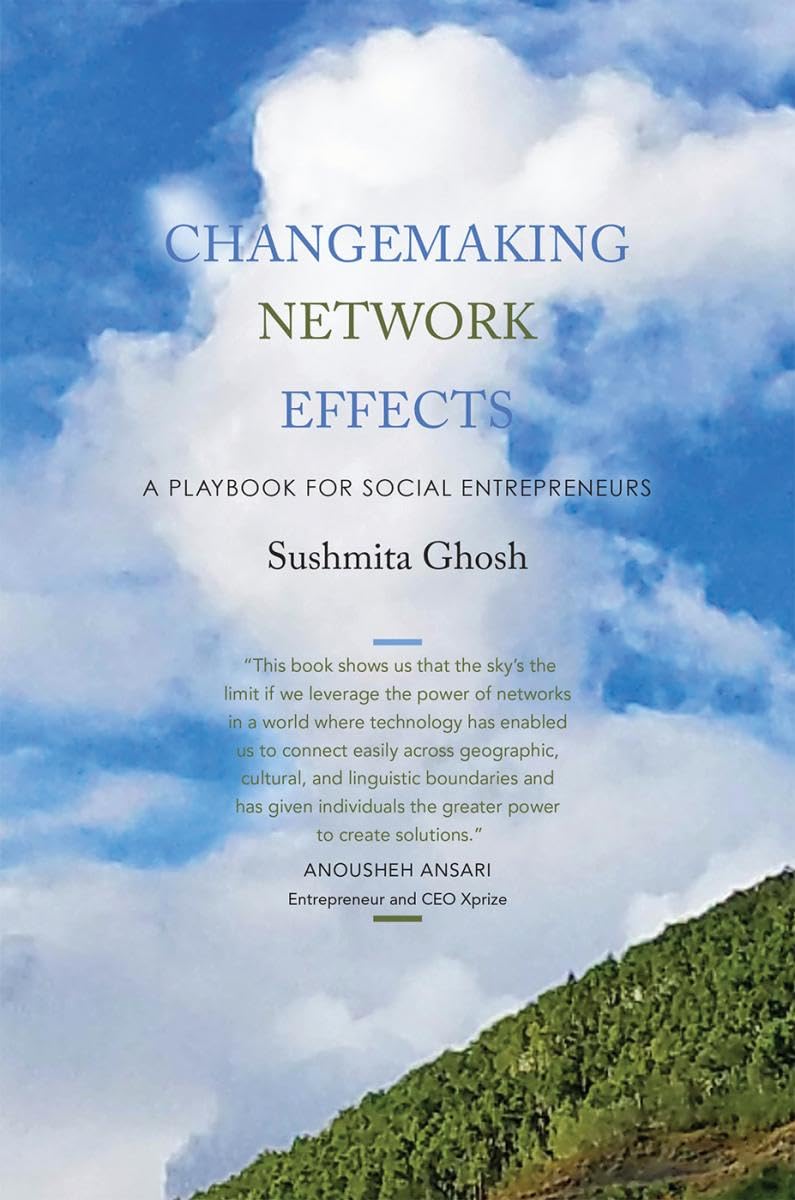 CHANGEMAKING
NETWORK
EFFECTS
A PLAYBOOK FOR SOCIAL ENTREPRENEURS
Sushmita Ghosh
“This book shows us that the sky’s the
limit if we leverage the power of networks
in a world where technology has enabled
us to connect easily across geographic,
cultural, and linguistic boundaries and
has given individuals the greater power
to create solutions.”
ANOUSHEH ANSARI
Entrepreneur and CEO Xprize